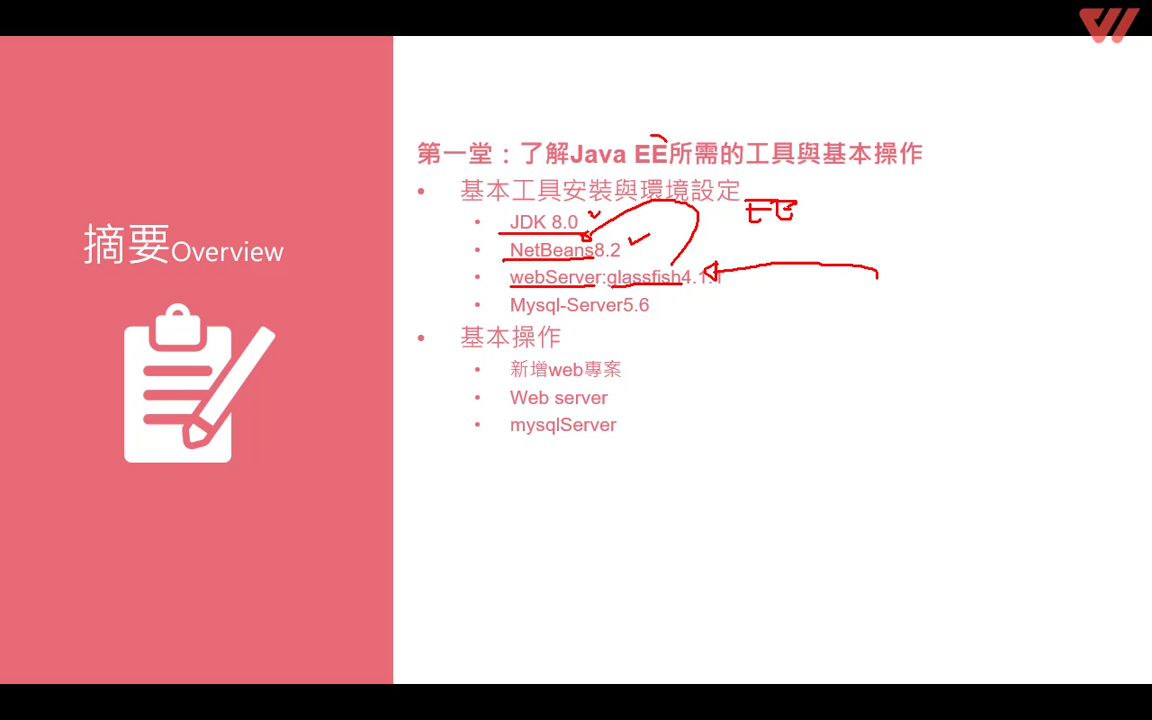 第一堂：了解Java EE所需的工具與基本操作
• 基本工具安裝與環境設定
• JDK 8.0
EE
• NetBeans8.2
• webServer:glassfish4.1.1
• Mysql-Server5.6
• 基本操作
• 新增web專案
• Web server
• mysqlServer
摘要Overview